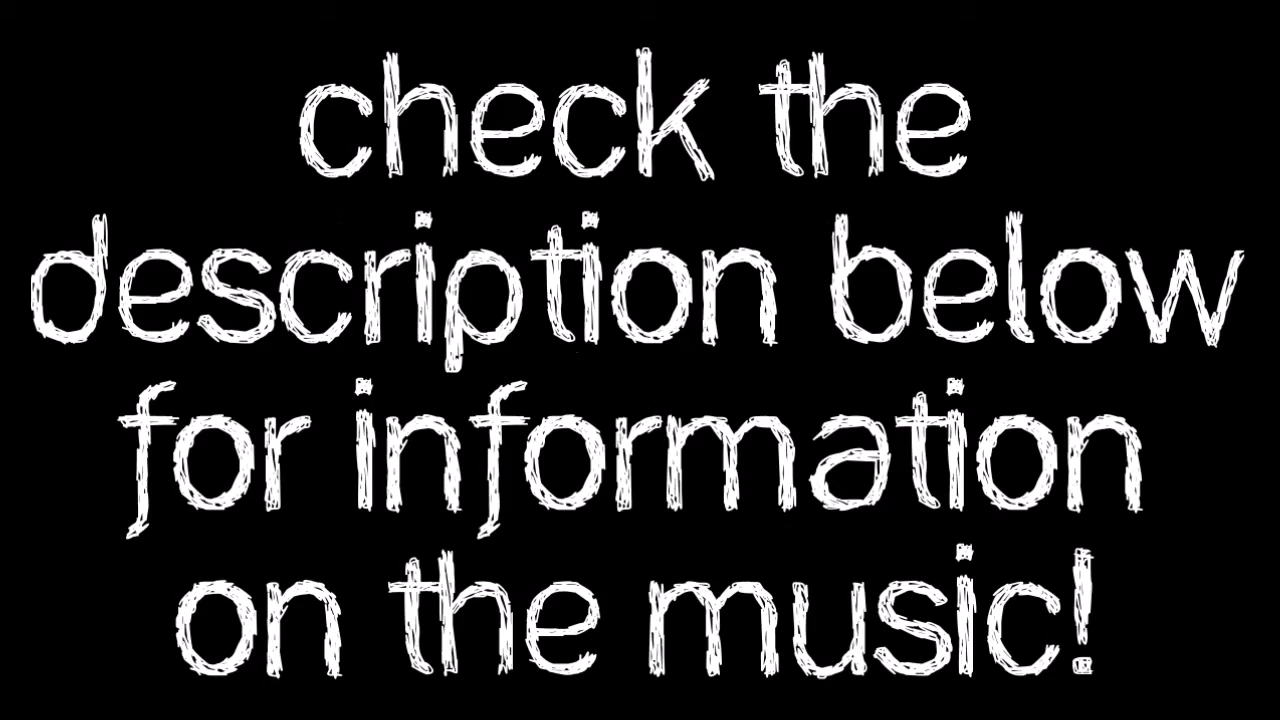 check the
description below
for information
on the music!